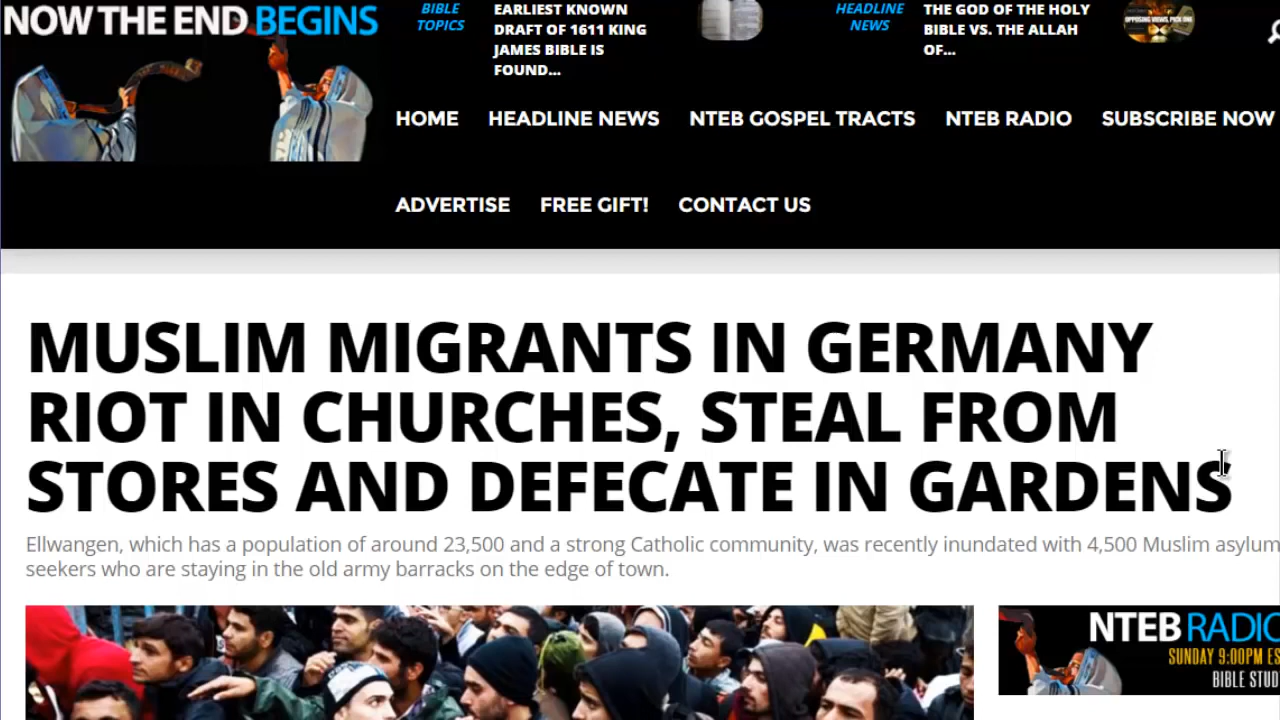 NOW THE END BEGINS
BIBLE
TOPICS
EARLIEST KNOWN
DRAFT OF 1611 KING
JAMES BIBLE IS
FOUND...
HEADLINE
NEWS
THE GOD OF THE HOLY
BIBLE VS. THE ALLAH
OF...
OPPOSING VIEWS, PICK ONE
HOME HEADLINE NEWS NTEB GOSPEL TRACTS NTEB RADIO SUBSCRIBE NOW
ADVERTISE FREE GIFT! CONTACT US
MUSLIM MIGRANTS IN GERMANY
RIOT IN CHURCHES, STEAL FROM
STORES AND DEFECATE IN GARDENS
Ellwangen, which has a population of around 23,500 and a strong Catholic community, was recently inundated with 4,500 Muslim asylum
seekers who are staying in the old army barracks on the edge of town.
NTEB RADIO
SUNDAY 9:00PM ES
BIBLE STUD